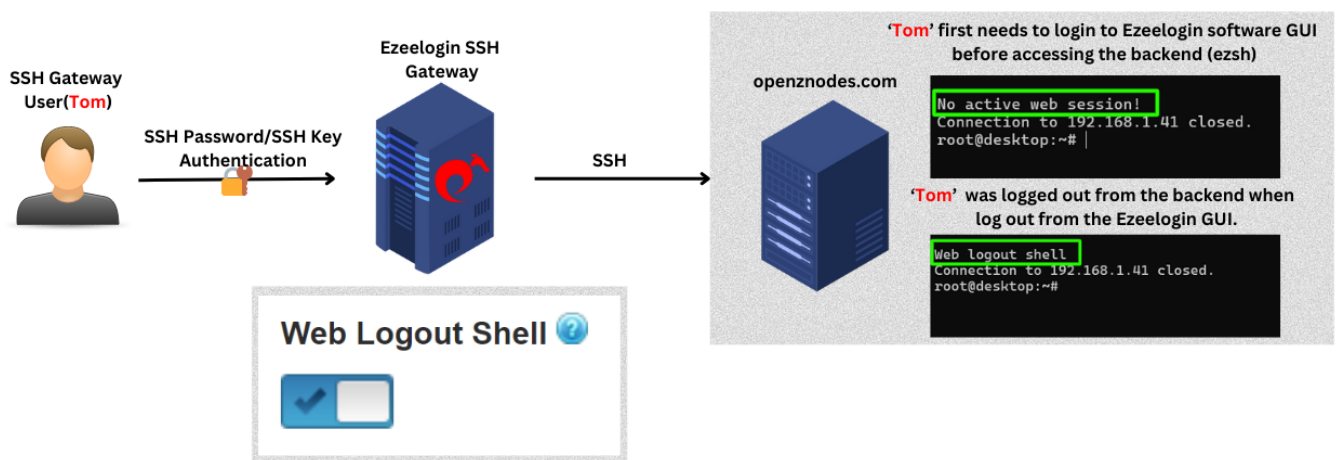 SSH Gateway
User(Tom)
SSH Password/SSH Key
Authentication
Ezeelogin SSH
Gateway
SSH
Web Logout Shell ?
openznodes.com
‘Tom’ first needs to login to Ezeelogin software GUI
before accessing the backend (ezsh)
No active web session!
Connection to 192.168.1.41 closed.
root@desktop:~#
‘Tom’ was logged out from the backend when
log out from the Ezeelogin GUI.
Web logout shell
Connection to 192.168.1.41 closed.
root@desktop:~#